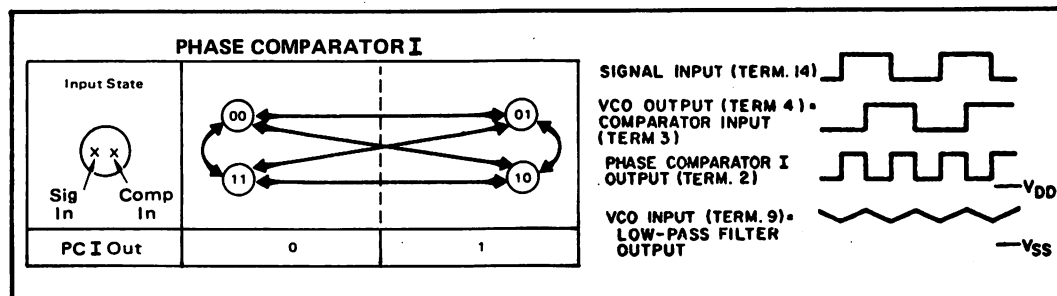 PHASE COMPARATOR I
Input State
X X
Sig In
Comp In
00
01
11
10
PC I Out
0
1
SIGNAL INPUT (TERM. 14)
VCO OUTPUT (TERM 4) =
COMPARATOR INPUT
(TERM 3)
PHASE COMPARATOR I
OUTPUT (TERM. 2)
VDD
VCO INPUT (TERM. 9) =
LOW-PASS FILTER
OUTPUT
VSS